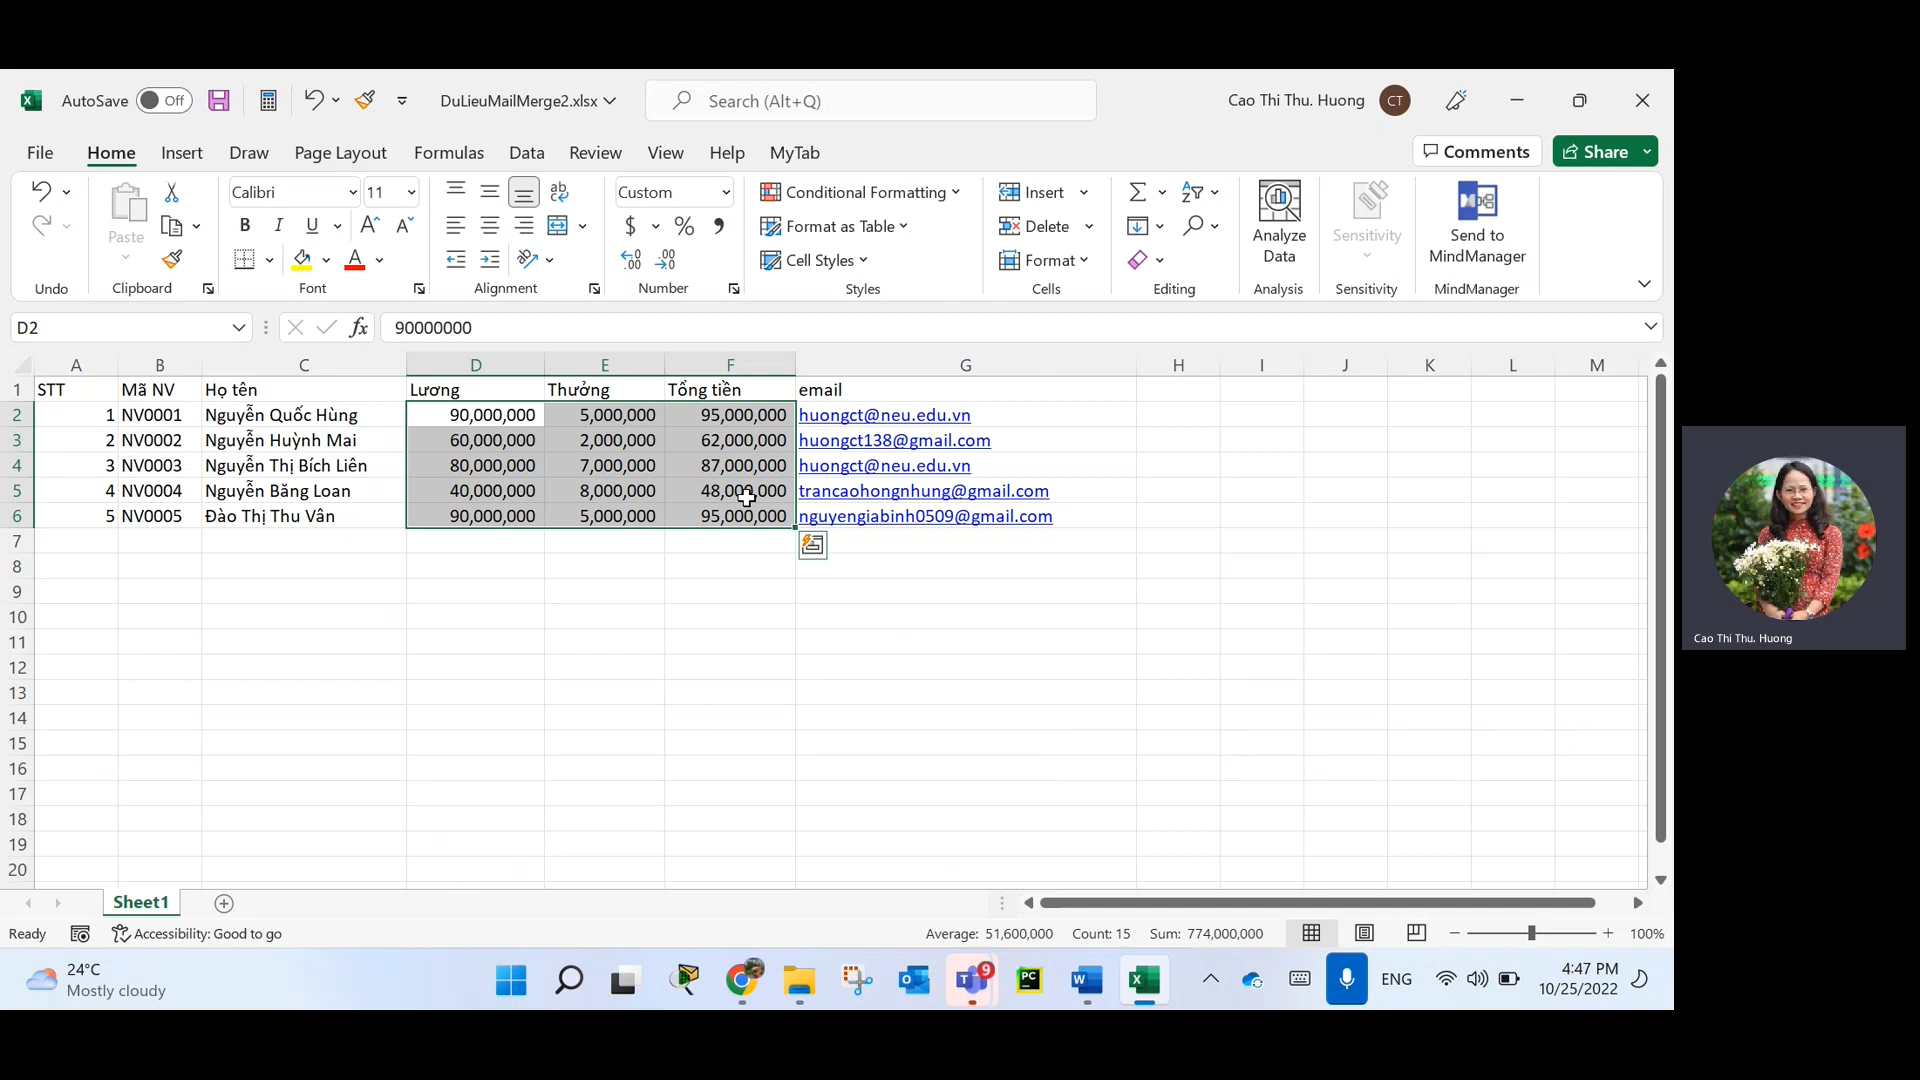 AutoSave Off DuLieuMailMerge2.xlsx Search (Alt+Q) Cao Thi Thu. Huong CT
File Home Insert Draw Page Layout Formulas Data Review View Help MyTab Comments Share
Paste
Calibri 11
B I U A A
A
ab
Custom
$ % 9
.00 .00
Conditional Formatting
Format as Table
Cell Styles
Insert
Delete
Format
Analyze
Data
Sensitivity
Send to
MindManager
Undo Clipboard Font Alignment Number Styles Cells Editing Analysis Sensitivity MindManager
D2 fx 90000000
A B C D E F G H I J K L M
1 STT Mã NV Họ tên Lương Thưởng Tổng tiền email
2 1 NV0001 Nguyễn Quốc Hùng 90,000,000 5,000,000 95,000,000 huongct@neu.edu.vn
3 2 NV0002 Nguyễn Huỳnh Mai 60,000,000 2,000,000 62,000,000 huongct138@gmail.com
4 3 NV0003 Nguyễn Thị Bích Liên 80,000,000 7,000,000 87,000,000 huongct@neu.edu.vn
5 4 NV0004 Nguyễn Băng Loan 40,000,000 8,000,000 48,000,000 trancaohongnhung@gmail.com
6 5 NV0005 Đào Thị Thu Vân 90,000,000 5,000,000 95,000,000 nguyengiabinh0509@gmail.com
7
8
9
10
11
12
13
14
15
16
17
18
19
20
Cao Thi Thu. Huong
Sheet1
Ready Accessibility: Good to go Average: 51,600,000 Count: 15 Sum: 774,000,000 100%
24°C
Mostly cloudy
9
PC
ENG
4:47 PM
10/25/2022